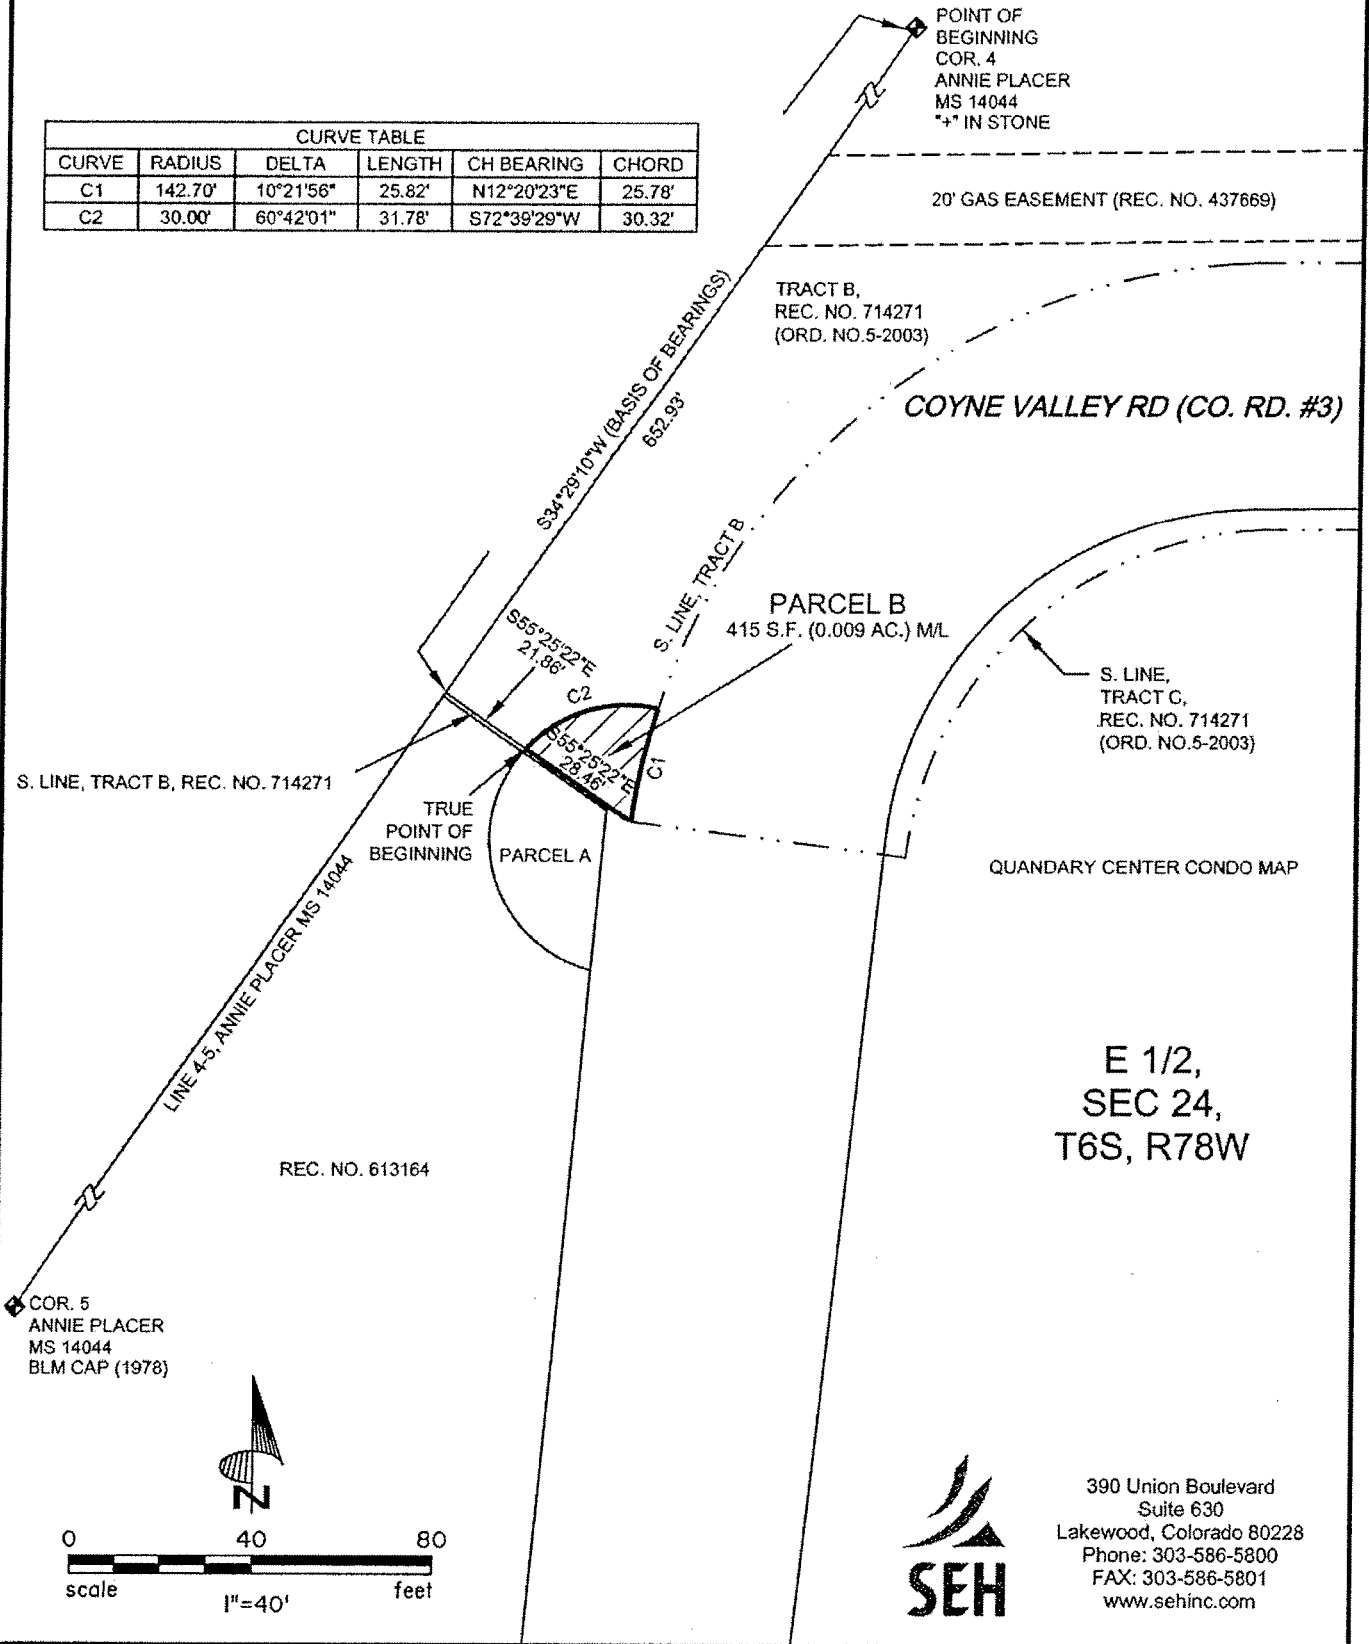 POINT OF
BEGINNING
COR. 4
ANNIE PLACER
MS 14044
"+" IN STONE
CURVE TABLE
CURVE RADIUS DELTA LENGTH CH BEARING CHORD
C1 142.70' 10°21'56" 25.82' N12°20'23"E 25.78'
C2 30.00' 60°42'01" 31.78' S72°39'29"W 30.32'
20' GAS EASEMENT (REC. NO. 437669)
TRACT B,
REC. NO. 714271
(ORD. NO.5-2003)
S34°29'10"W (BASIS OF BEARINGS)
652.93'
COYNE VALLEY RD (CO. RD. #3)
S. LINE, TRACT B
PARCEL B
415 S.F. (0.009 AC.) M/L
S55°25'22"E
21.86'
C2
S55°25'22"E
28.46'
C1
S. LINE,
TRACT C,
REC. NO. 714271
(ORD. NO.5-2003)
S. LINE, TRACT B, REC. NO. 714271
TRUE
POINT OF
BEGINNING
PARCEL A
QUANDARY CENTER CONDO MAP
LINE 4-5, ANNIE PLACER MS 14044
E 1/2,
SEC 24,
T6S, R78W
REC. NO. 613164
COR. 5
ANNIE PLACER
MS 14044
BLM CAP (1978)
N
0 40 80
scale feet
1"=40'
SEH
390 Union Boulevard
Suite 630
Lakewood, Colorado 80228
Phone: 303-586-5800
FAX: 303-586-5801
www.sehinc.com